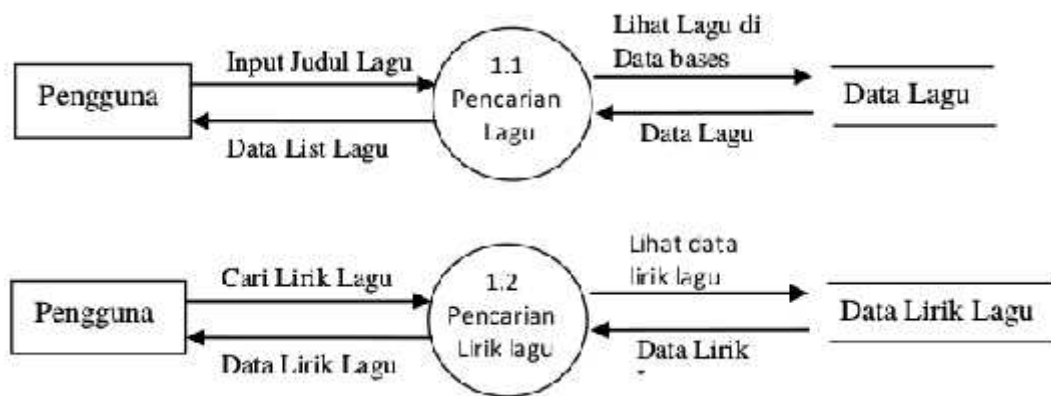 Pengguna
Input Judul Lagu
Data List Lagu
1.1
Pencarian
Lagu
Lihat Lagu di
Data bases
Data Lagu
Data Lagu
Pengguna
Cari Lirik Lagu
Data Lirik Lagu
1.2
Pencarian
Lirik lagu
Lihat data
lirik lagu
Data Lirik
Data Lirik Lagu